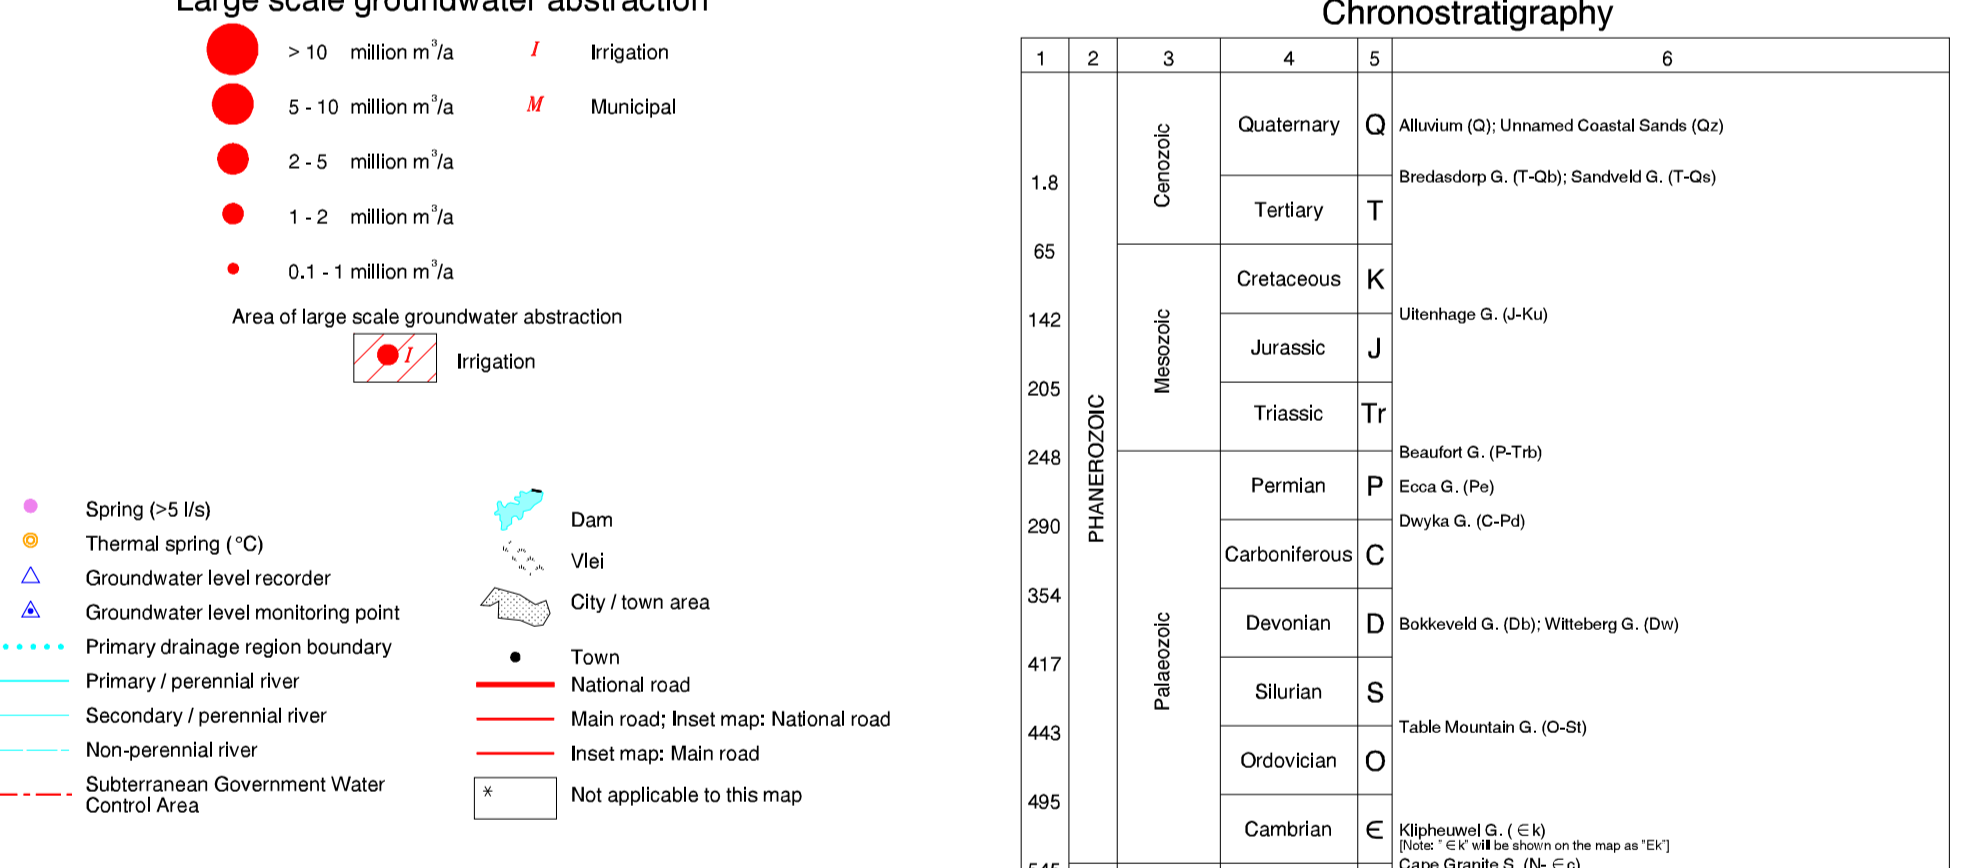 Large scale groundwater abstraction
> 10 million m³/a
I Irrigation
5 - 10 million m³/a
M Municipal
2 - 5 million m³/a
1 - 2 million m³/a
0.1 - 1 million m³/a
Area of large scale groundwater abstraction
I Irrigation
Spring (>5 l/s)
Thermal spring (°C)
Groundwater level recorder
Groundwater level monitoring point
Primary drainage region boundary
Primary / perennial river
Secondary / perennial river
Non-perennial river
Subterranean Government Water
Control Area
Dam
Vlei
City / town area
Town
National road
Main road; Inset map: National road
Inset map: Main road
* Not applicable to this map
Chronostratigraphy
1 2 3 4 5 6
PHANEROZOIC
Cenozoic
Quaternary Q Alluvium (Q); Unnamed Coastal Sands (Qz)
1.8 Bredasdorp G. (T-Qb); Sandveld G. (T-Qs)
Tertiary T
65
Mesozoic
Cretaceous K
142 Uitenhage G. (J-Ku)
Jurassic J
205
Triassic Tr
248 Beaufort G. (P-Trb)
Palaeozoic
Permian P Ecca G. (Pe)
290 Dwyka G. (C-Pd)
Carboniferous C
354
Devonian D Bokkeveld G. (Db); Witteberg G. (Dw)
417
Silurian S
443 Table Mountain G. (O-St)
Ordovician O
495
Cambrian ∈ Klipheuwel G. ( ∈k)
[Note: "∈k" will be shown on the map as "Ek"]
545 Cape Granite S. (N- ∈c)